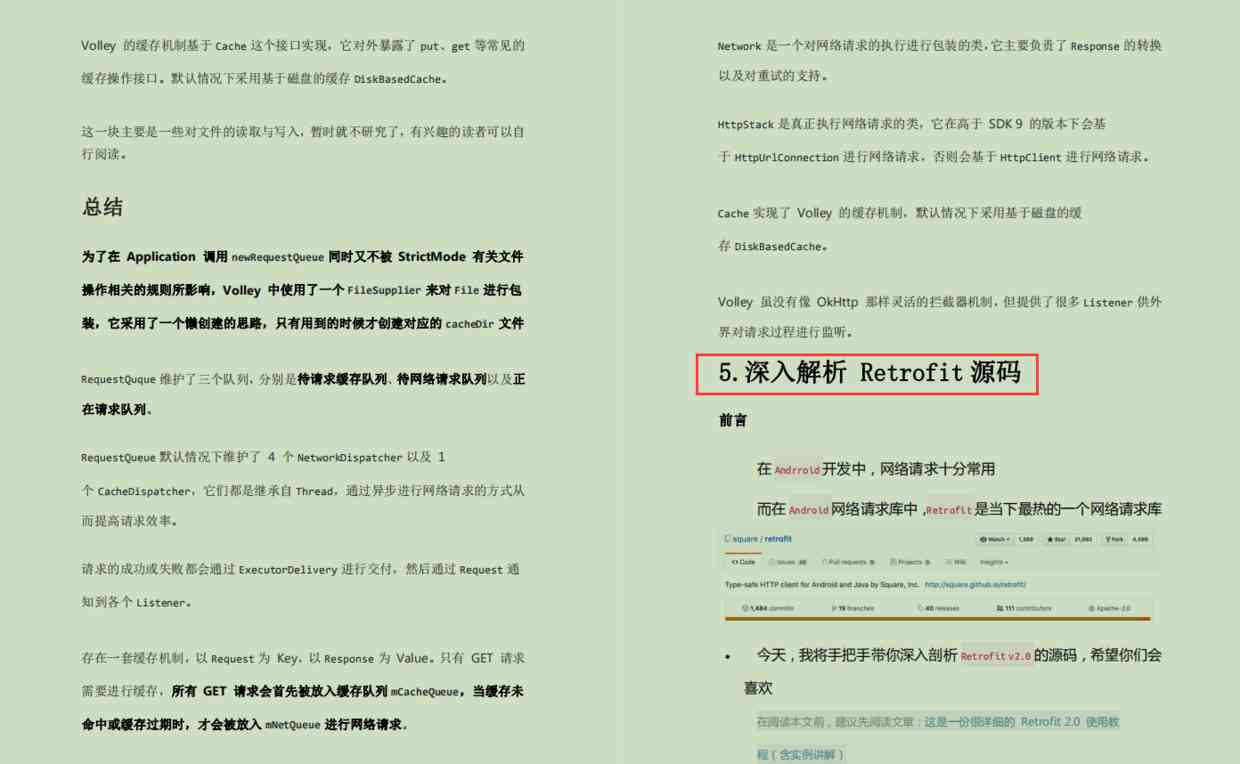 Volley 的缓存机制基于 Cache 这个接口实现，它对外暴露了 put、get 等常见的
缓存操作接口。默认情况下采用基于磁盘的缓存 DiskBasedCache。
这一块主要是一些对文件的读取与写入，暂时就不研究了，有兴趣的读者可以自
行阅读。
总结
为了在 Application 调用 newRequestQueue 同时又不被 StrictMode 有关文件
操作相关的规则所影响，Volley 中使用了一个 FileSupplier 来对 File 进行包
装，它采用了一个懒创建的思路，只有用到的时候才创建对应的 cacheDir 文件
RequestQuque 维护了三个队列，分别是待请求缓存队列、待网络请求队列以及正
在请求队列。
RequestQueue 默认情况下维护了 4 个 NetworkDispatcher 以及 1
个 CacheDispatcher，它们都是继承自 Thread，通过异步进行网络请求的方式从
而提高请求效率。
请求的成功或失败都会通过 ExecutorDelivery 进行交付，然后通过 Request 通
知到各个 Listener。
存在一套缓存机制，以 Request 为 Key，以 Response 为 Value。只有 GET 请求
需要进行缓存，所有 GET 请求会首先被放入缓存队列 mCacheQueue，当缓存未
命中或缓存过期时，才会被放入 mNetQueue 进行网络请求.
Network 是一个对网络请求的执行进行包装的类，它主要负责了 Response 的转换
以及对重试的支持。
HttpStack 是真正执行网络请求的类，它在高于 SDK 9 的版本下会基
于 HttpUrlConnection 进行网络请求，否则会基于 HttpClient 进行网络请求。
Cache 实现了 Volley 的缓存机制，默认情况下采用基于磁盘的缓
存 DiskBasedCache。
Volley 虽没有像 OkHttp 那样灵活的拦截器机制，但提供了很多 Listener 供外
界对请求过程进行监听。
5.深入解析 Retrofit 源码
前言
在 Andrroid 开发中，网络请求十分常用
而在 Android 网络请求库中，Retrofit 是当下最热的一个网络请求库
square / retrofit Watch 1,388 Star Fork
Code Issues Pull requests Projects Wiki Insights
Type-safe HTTP client for Android and Java by Square, Inc. http://square.github.io/retrofit/
1,484 commits 19 branches 40 releases 111 contributors Apache-2.0
• 今天，我将手把手带你深入剖析 Retrofit v2.0 的源码，希望你们会
喜欢
在阅读本文前，建议先阅读文章：这是一份很详细的 Retrofit 2.0 使用教
程（含实例讲解）